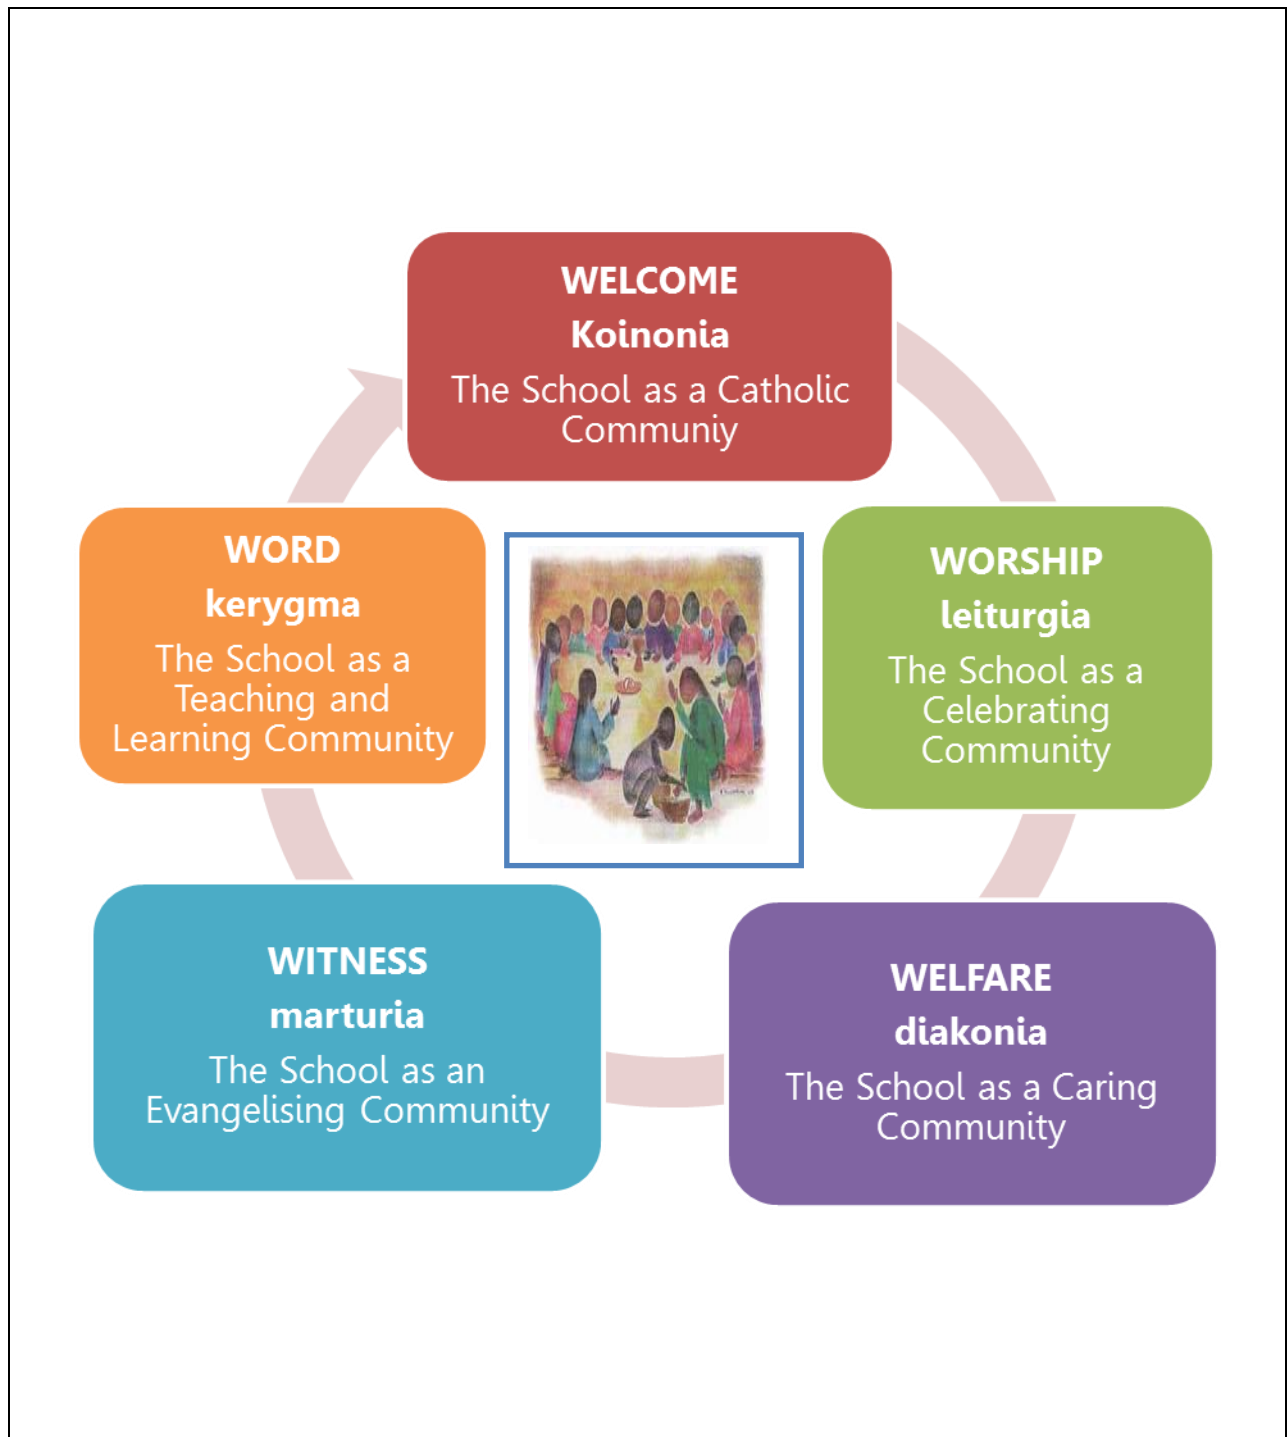 WELCOME
Koinonia
The School as a Catholic
Communiy
WORSHIP
leiturgia
The School as a
Celebrating
Community
WELFARE
diakonia
The School as a Caring
Community
WITNESS
marturia
The School as an
Evangelising Community
WORD
kerygma
The School as a
Teaching and
Learning Community